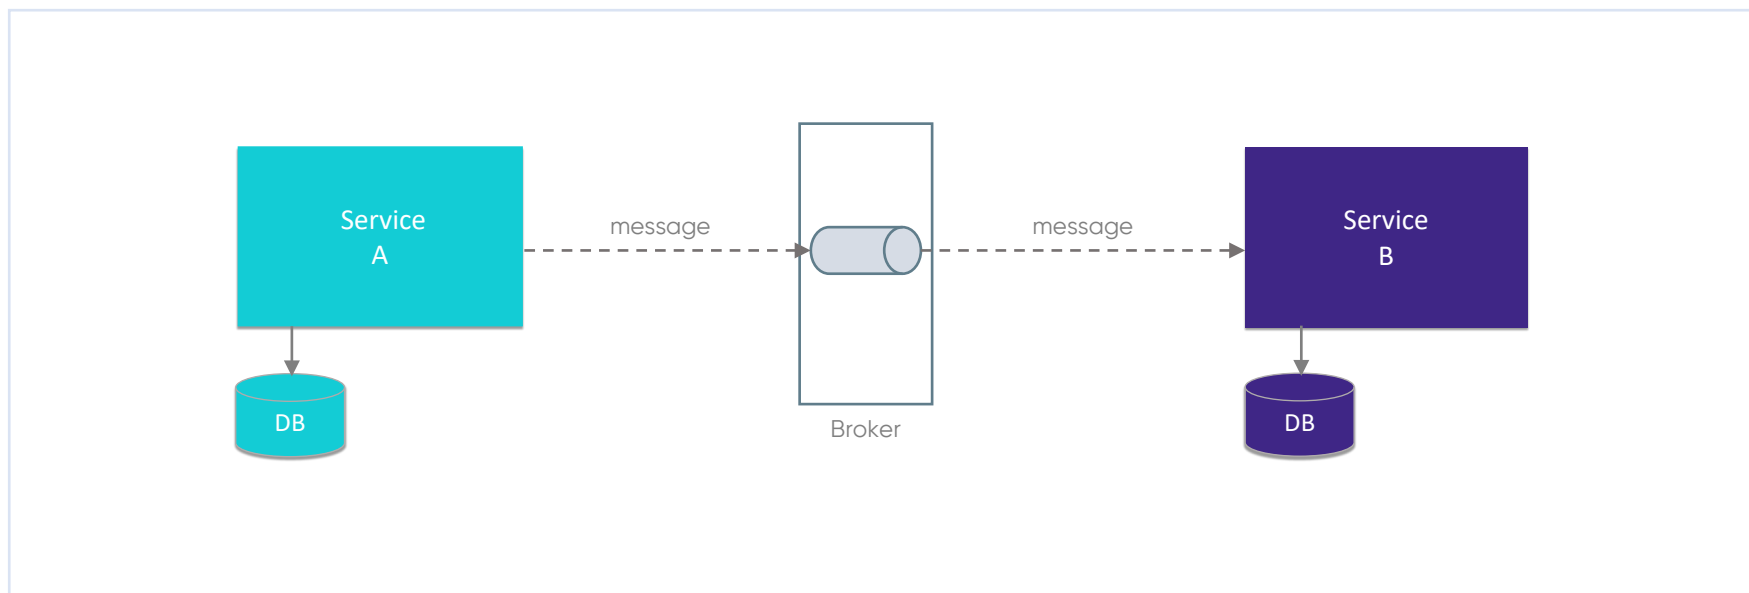 Service
A
message
message
Service
B
DB
Broker
DB